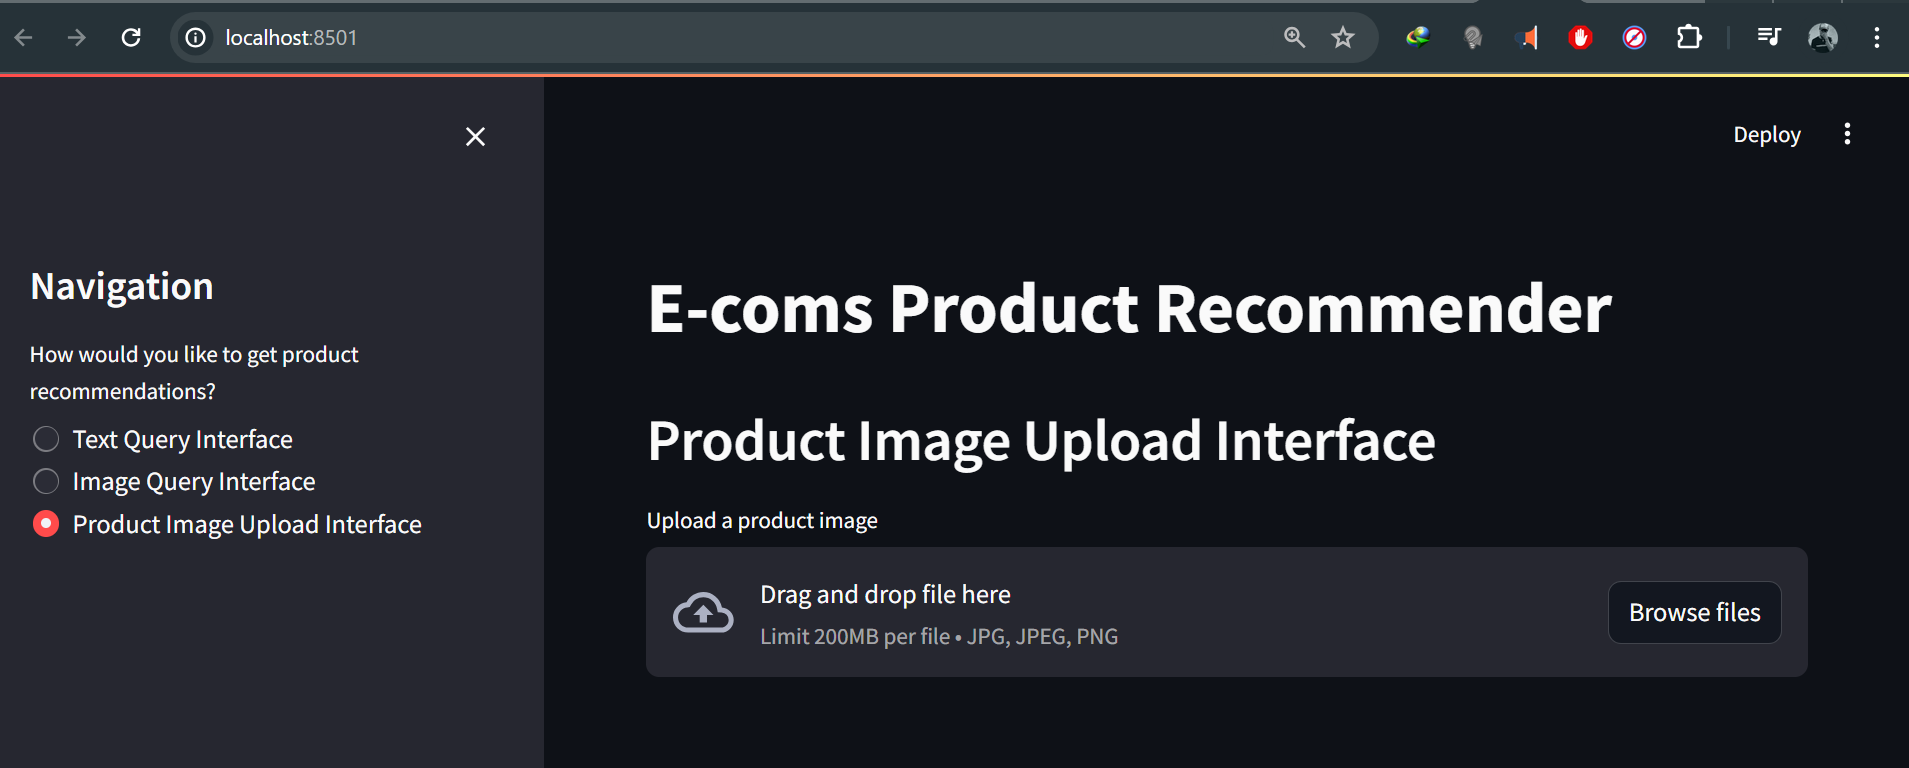 localhost:8501
Deploy
Navigation
How would you like to get product
recommendations?
Text Query Interface
Image Query Interface
Product Image Upload Interface
E-coms Product Recommender
Product Image Upload Interface
Upload a product image
Drag and drop file here
Limit 200MB per file • JPG, JPEG, PNG
Browse files